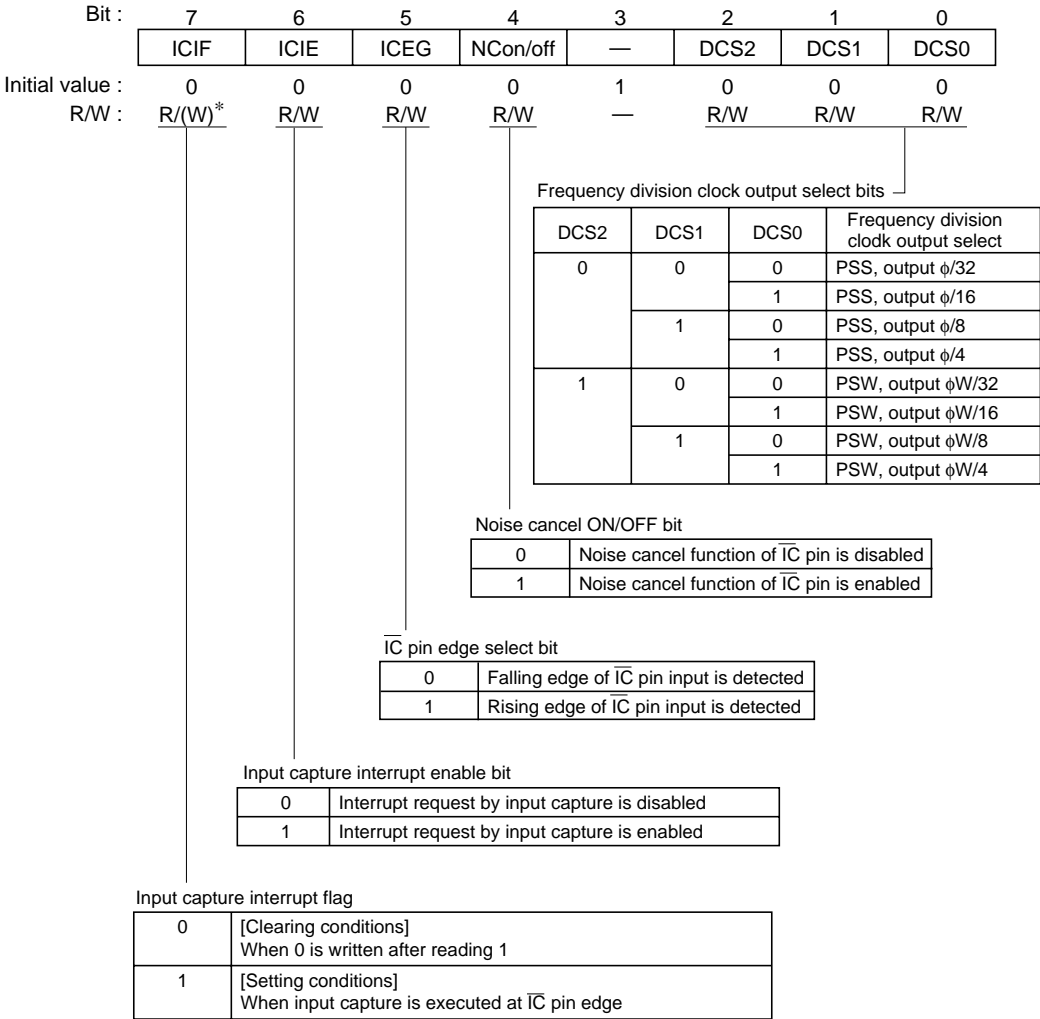 Bit : 7 6 5 4 3 2 1 0
ICIF ICIE ICEG NCon/off — DCS2 DCS1 DCS0
Initial value : 0 0 0 0 1 0 0 0
R/W : R/(W)* R/W R/W R/W — R/W R/W R/W
Frequency division clock output select bits
DCS2 DCS1 DCS0 Frequency division
clodk output select
0 0 0 PSS, output ϕ/32
1 PSS, output ϕ/16
1 0 PSS, output ϕ/8
1 PSS, output ϕ/4
1 0 0 PSW, output ϕW/32
1 PSW, output ϕW/16
1 0 PSW, output ϕW/8
1 PSW, output ϕW/4
Noise cancel ON/OFF bit
0 Noise cancel function of I̅C̅ pin is disabled
1 Noise cancel function of I̅C̅ pin is enabled
I̅C̅ pin edge select bit
0 Falling edge of I̅C̅ pin input is detected
1 Rising edge of I̅C̅ pin input is detected
Input capture interrupt enable bit
0 Interrupt request by input capture is disabled
1 Interrupt request by input capture is enabled
Input capture interrupt flag
0 [Clearing conditions]
When 0 is written after reading 1
1 [Setting conditions]
When input capture is executed at I̅C̅ pin edge